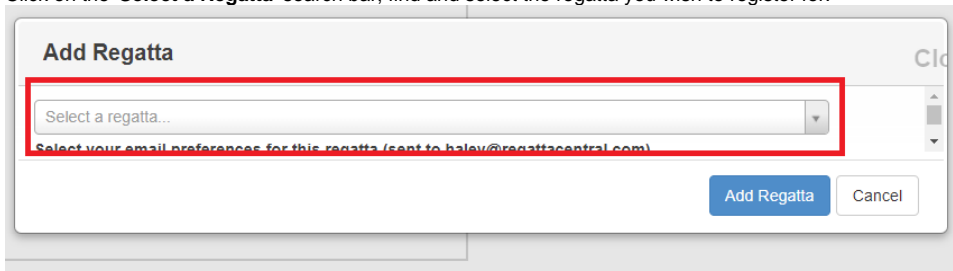 Click on the 'Select a Regatta' search bar, find and select the regatta you wish to register for.
Add Regatta
Clo
Select a regatta...
Select your email preferences for this regatta (sent to haley@regattacentral.com)
Add Regatta
Cancel